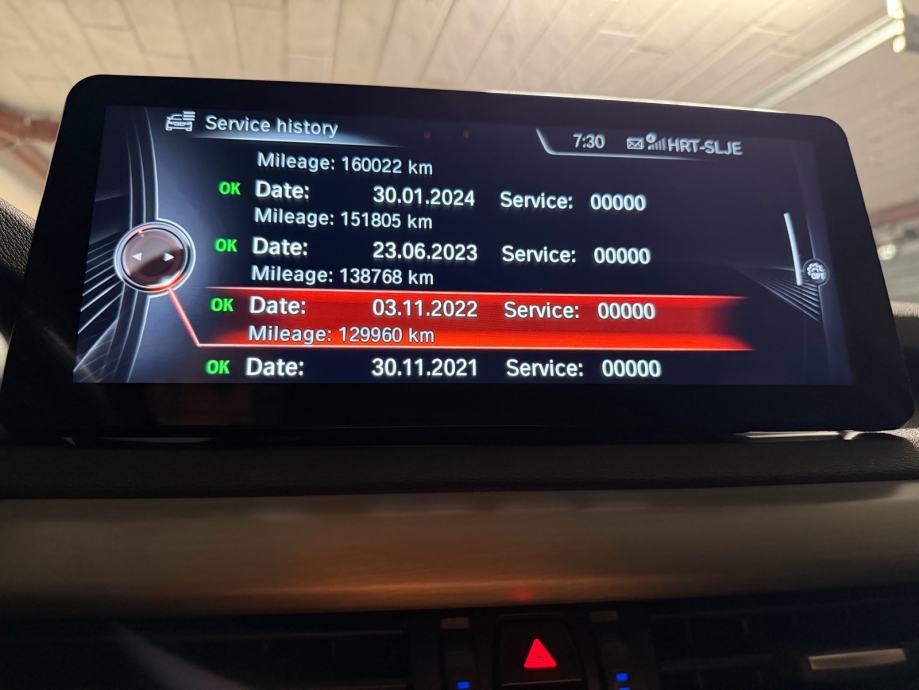 Service history
7:30 HRT-SLJE
Mileage: 160022 km
OK Date: 30.01.2024 Service: 00000
Mileage: 151805 km
OK Date: 23.06.2023 Service: 00000
Mileage: 138768 km
OK Date: 03.11.2022 Service: 00000
Mileage: 129960 km
OK Date: 30.11.2021 Service: 00000